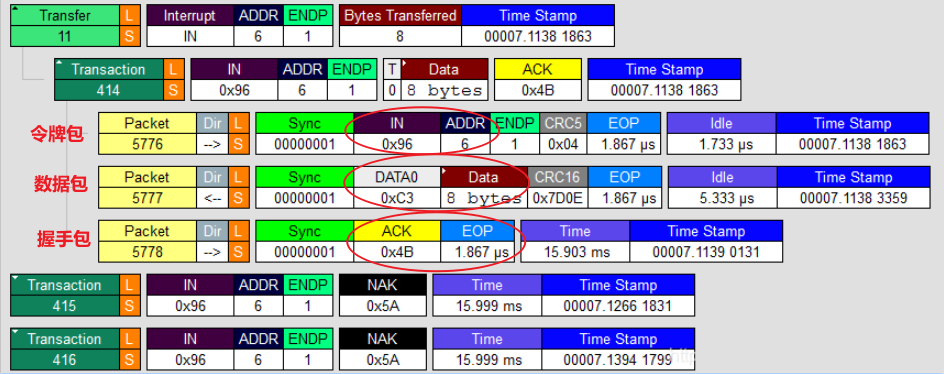 Transfer L Interrupt ADDR ENDP Bytes Transferred Time Stamp
11 S IN 6 1 8 00007.1138 1863
Transaction L IN ADDR ENDP T Data ACK Time Stamp
414 S 0x96 6 1 0 8 bytes 0x4B 00007.1138 1863
令牌包 Packet Dir L Sync IN ADDR ENDP CRC5 EOP Idle Time Stamp
5776 --> S 00000001 0x96 6 1 0x04 1.867 µs 1.733 µs 00007.1138 1863
数据包 Packet Dir L Sync DATA0 Data CRC16 EOP Idle Time Stamp
5777 <-- S 00000001 0xC3 8 bytes 0x7D0E 1.867 µs 5.333 µs 00007.1138 3359
握手包 Packet Dir L Sync ACK EOP Time Time Stamp
5778 --> S 00000001 0x4B 1.867 µs 15.903 ms 00007.1139 0131
Transaction L IN ADDR ENDP NAK Time Time Stamp
415 S 0x96 6 1 0x5A 15.999 ms 00007.1266 1831
Transaction L IN ADDR ENDP NAK Time Time Stamp
416 S 0x96 6 1 0x5A 15.999 ms 00007.1394 1799